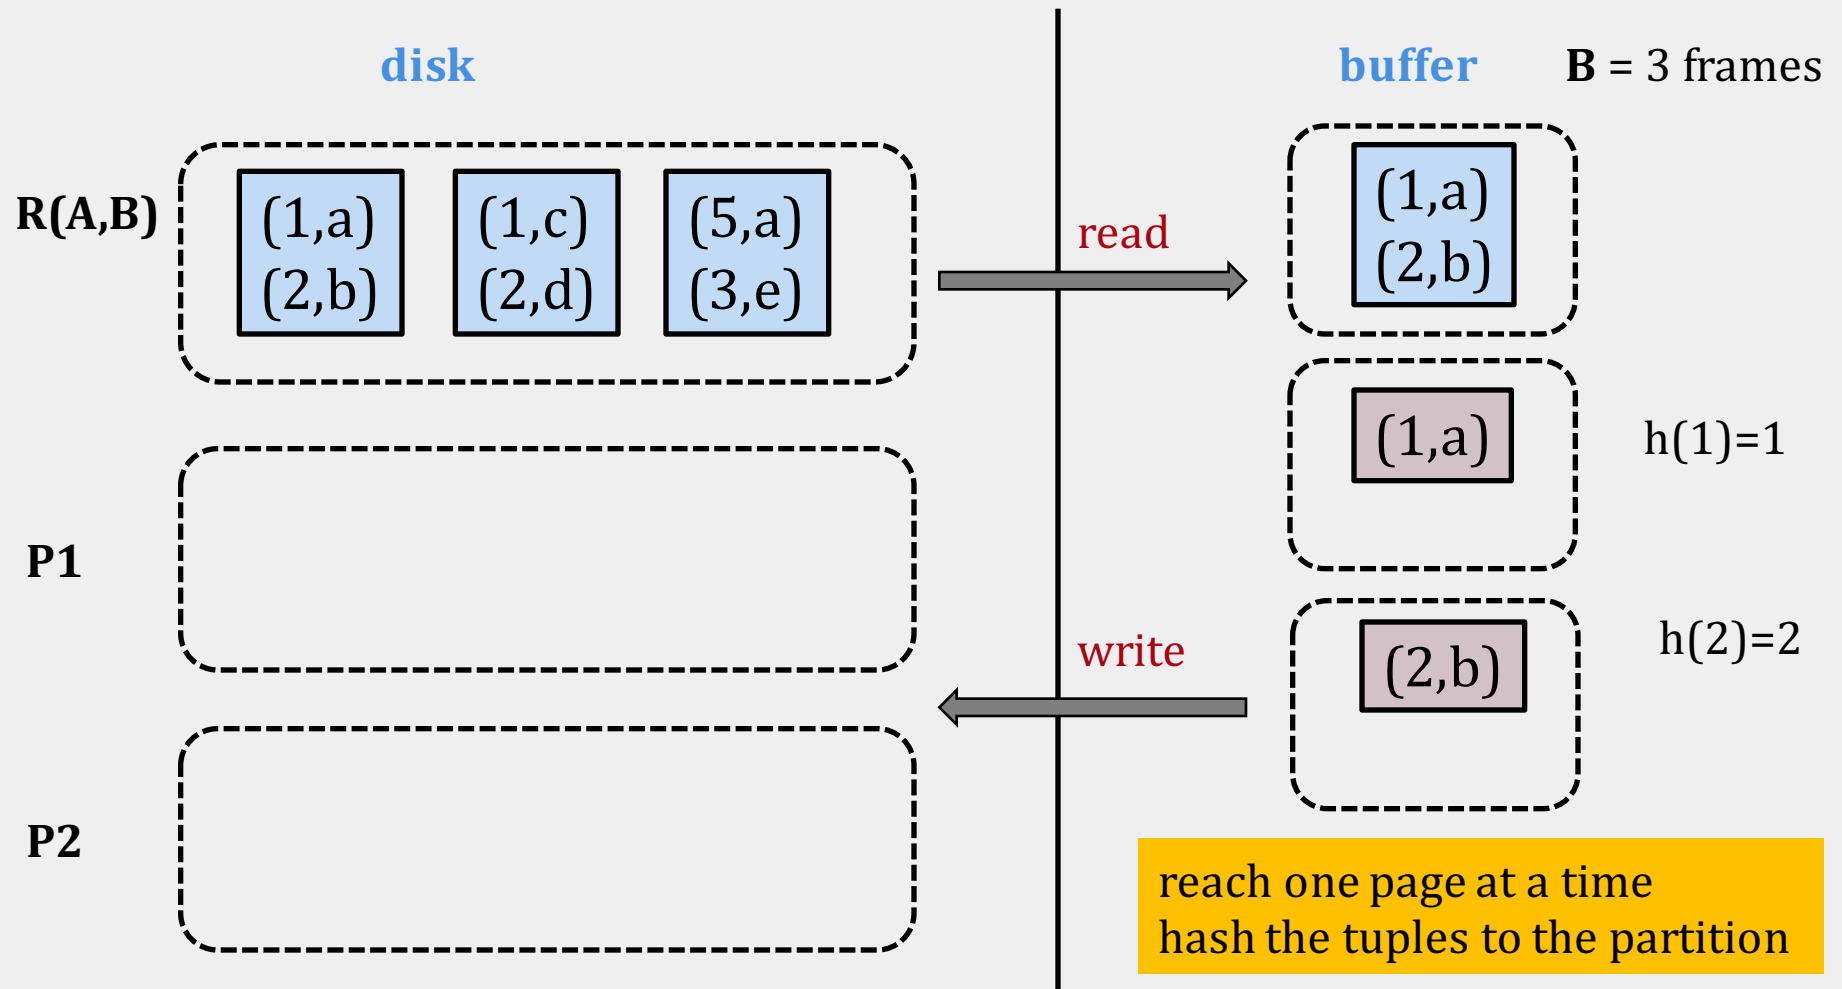 disk
buffer
B = 3 frames
R(A,B)
(1,a)
(2,b)
(1,c)
(2,d)
(5,a)
(3,e)
read
(1,a)
(2,b)
(1,a)
h(1)=1
P1
write
(2,b)
h(2)=2
P2
reach one page at a time
hash the tuples to the partition